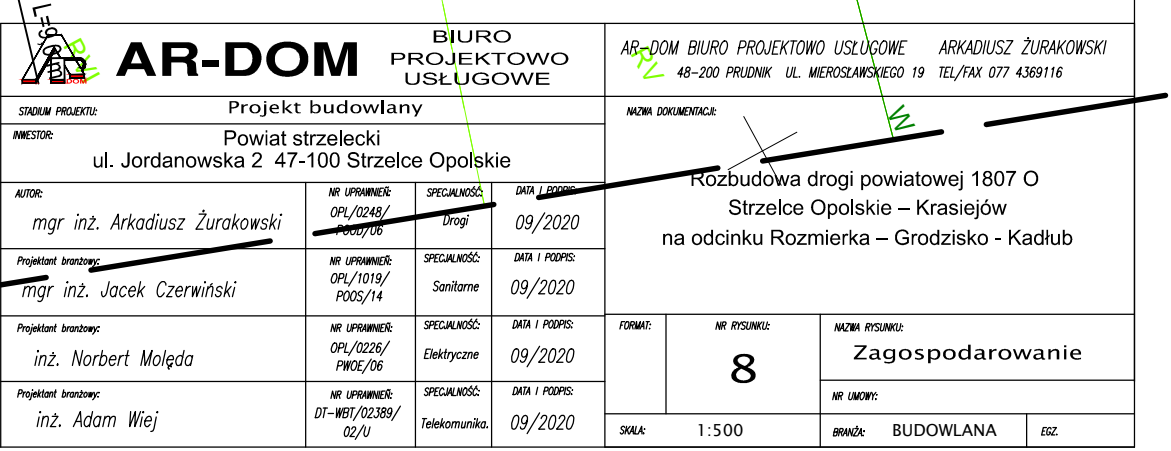 AR-DOM
BIURO
PROJEKTOWO
USŁUGOWE
DOM
STADIUM PROJEKTU:
Projekt budowlany
INWESTOR:
Powiat strzelecki
ul. Jordanowska 2 47-100 Strzelce Opolskie
AUTOR:
mgr inż. Arkadiusz Żurakowski
NR UPRAWNIEŃ:
OPL/0248/
POOD/06
SPECJALNOŚĆ:
Drogi
DATA I PODPIS:
09/2020
Projektant branżowy:
mgr inż. Jacek Czerwiński
NR UPRAWNIEŃ:
OPL/1019/
POOS/14
SPECJALNOŚĆ:
Sanitarne
DATA I PODPIS:
09/2020
Projektant branżowy:
inż. Norbert Molęda
NR UPRAWNIEŃ:
OPL/0226/
PWOE/06
SPECJALNOŚĆ:
Elektryczne
DATA I PODPIS:
09/2020
Projektant branżowy:
inż. Adam Wiej
NR UPRAWNIEŃ:
DT-WBT/02389/
02/U
SPECJALNOŚĆ:
Telekomunika.
DATA I PODPIS:
09/2020
AR-DOM BIURO PROJEKTOWO USŁUGOWE ARKADIUSZ ŻURAKOWSKI
48-200 PRUDNIK UL. MIEROSŁAWSKIEGO 19 TEL/FAX 077 4369116
RV
NAZWA DOKUMENTACJI:
W
Rozbudowa drogi powiatowej 1807 O
Strzelce Opolskie – Krasiejów
na odcinku Rozmierka – Grodzisko - Kadłub
FORMAT:
NR RYSUNKU:
8
NAZWA RYSUNKU:
Zagospodarowanie
NR UMOWY:
SKALA:
1:500
BRANŻA:
BUDOWLANA
EGZ.